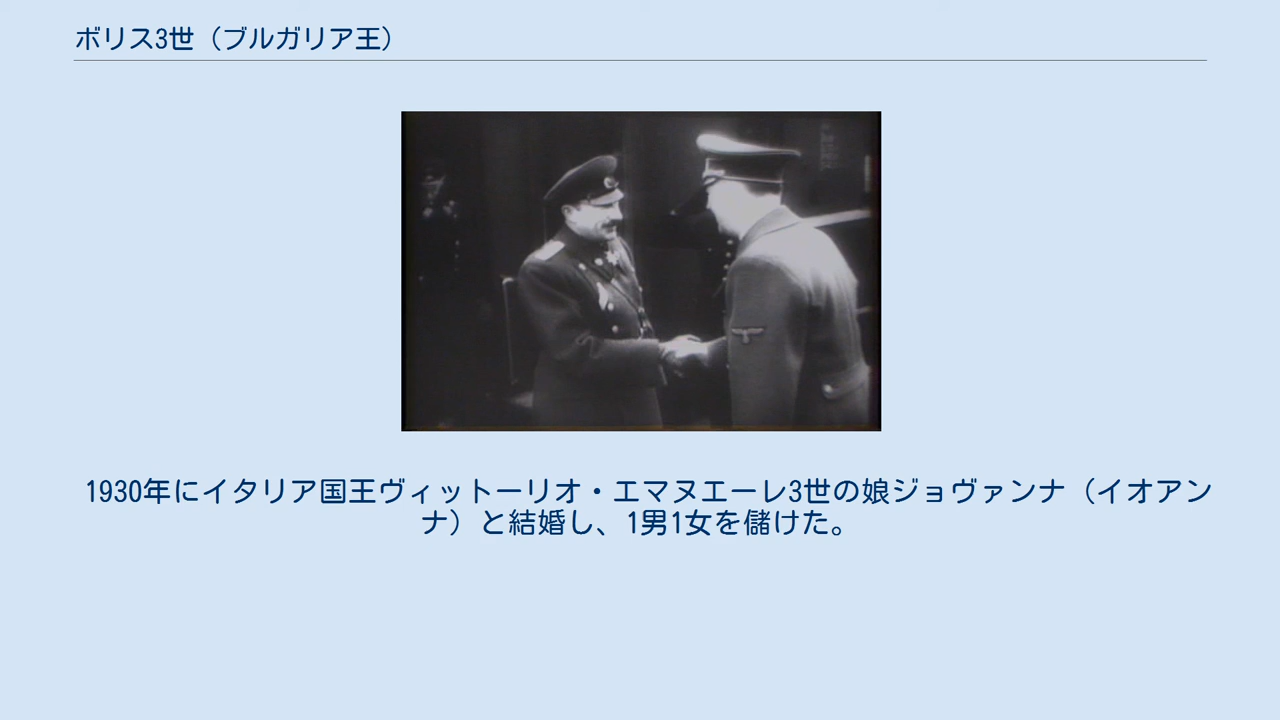 ボリス3世（ブルガリア王）
1930年にイタリア国王ヴィットーリオ・エマヌエーレ3世の娘ジョヴァンナ（イオアン
ナ）と結婚し、1男1女を儲けた。